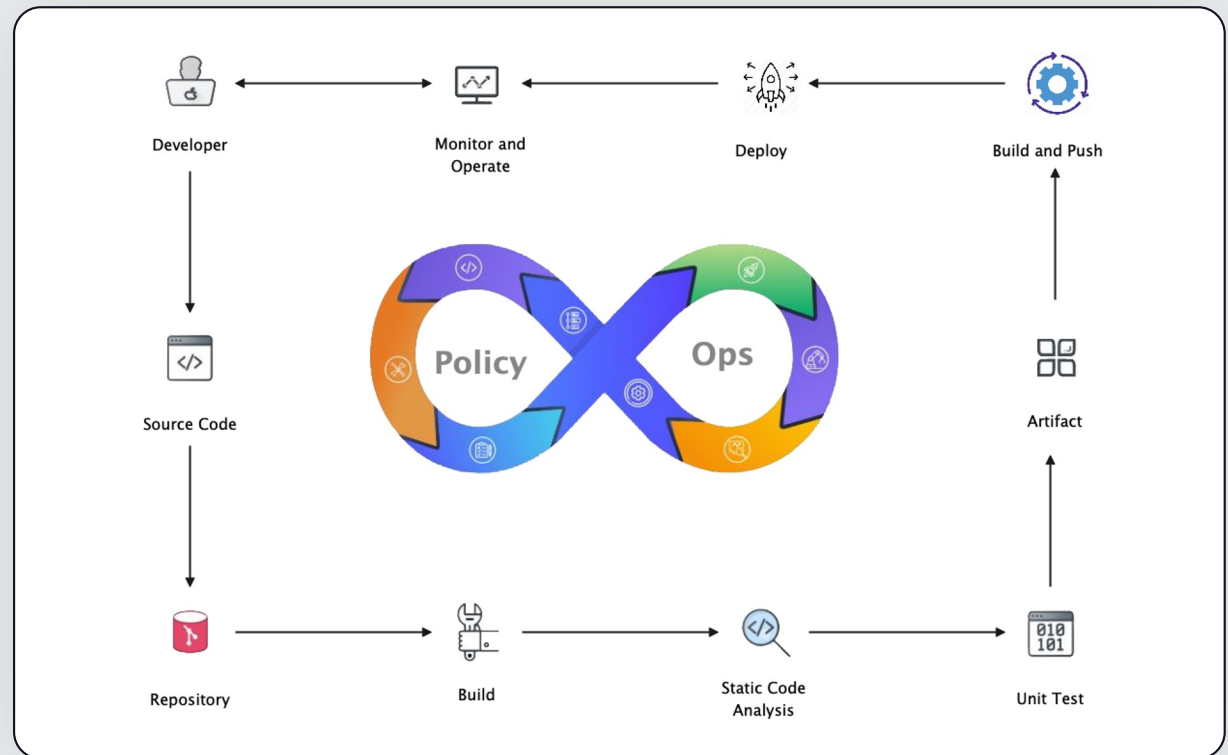 Developer
Monitor and
Operate
Deploy
Build and Push
Policy
Ops
Source Code
Artifact
Repository
Build
Static Code
Analysis
010
101
Unit Test